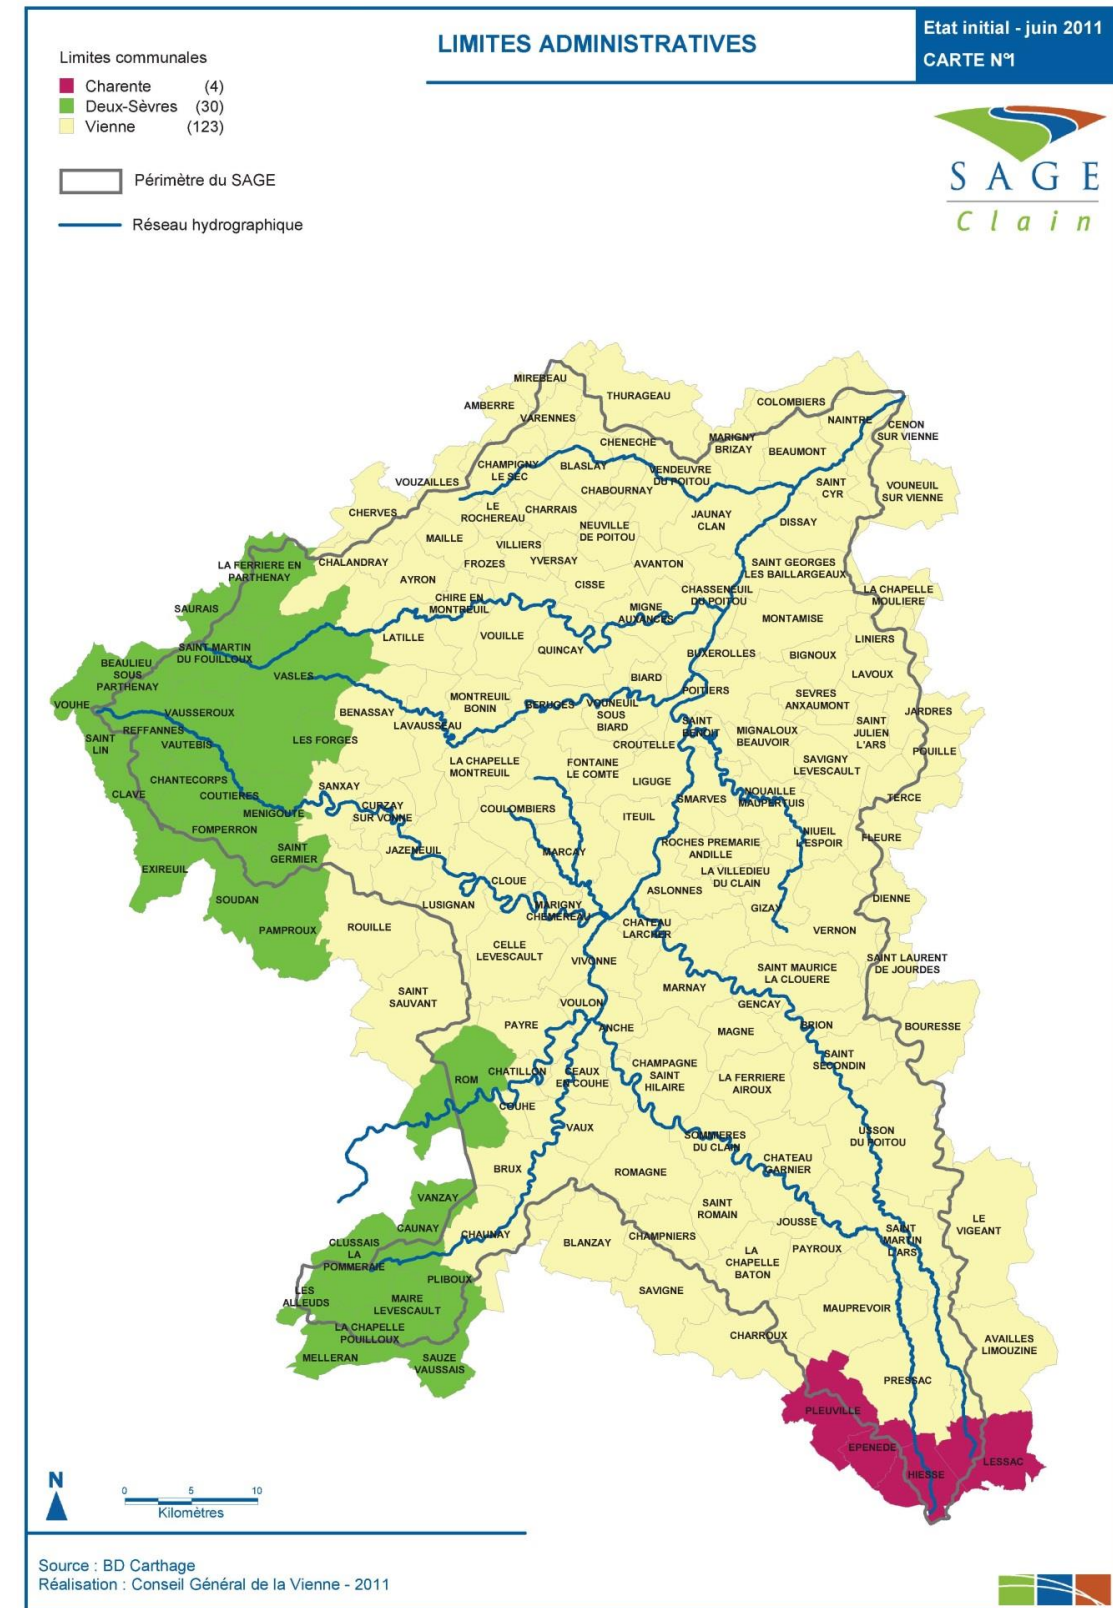 LIMITES ADMINISTRATIVES
Etat initial - juin 2011
CARTE N°1
Limites communales
Charente (4)
Deux-Sèvres (30)
Vienne (123)
Périmètre du SAGE
Réseau hydrographique
SAGE
Clain
MIREBEAU
THURAGEAU
AMBERRE
COLOMBIERS
VARENNES
NAINTRE
CENON
SUR VIENNE
CHENECHE
MARIGNY
BRIZAY
BEAUMONT
CHAMPIGNY
LE SEC
BLASLAY
VENDEUVRE
DU POITOU
VOUZAILLES
CHABOURNAY
SAINT
CYR
VOUNEUIL
SUR VIENNE
CHERVES
LE
ROCHEREAU
CHARRAIS
JAUNAY
CLAN
DISSAY
NEUVILLE
DE POITOU
MAILLE
VILLIERS
CHALANDRAY
FROZES
YVERSAY
AVANTON
SAINT GEORGES
LES BAILLARGEAUX
LA FERRIERE EN
PARTHENAY
AYRON
CISSE
CHASSENEUIL
DU POITOU
LA CHAPELLE
MOULIERE
CHIRE EN
MONTREUIL
SAURAIS
MIGNE
AUXANCES
MONTAMISE
LATILLE
VOUILLE
LINIERS
SAINT MARTIN
DU FOUILLOUX
QUINCAY
BUXEROLLES
BIGNOUX
BEAULIEU
SOUS
PARTHENAY
VASLES
BIARD
LAVOUX
POITIERS
SEVRES
ANXAUMONT
MONTREUIL
BONIN
BERUGES
VOUNEUIL
SOUS
BIARD
VOUHE
VAUSSEROUX
BENASSAY
LAVAUSSEAU
JARDRES
SAINT
BENOIT
MIGNALOUX
BEAUVOIR
SAINT
JULIEN
L'ARS
REFFANNES
SAINT
LIN
VAUTEBIS
LES FORGES
CROUTELLE
POUILLE
LA CHAPELLE
MONTREUIL
FONTAINE
LE COMTE
SAVIGNY
LEVESCAULT
CHANTECORPS
LIGUGE
CLAVE
COUTIERES
SANXAY
NOUAILLE
MAUPERTUIS
TERCE
SMARVES
MENIGOUTE
CURZAY
SUR VONNE
COULOMBIERS
ITEUIL
FOMPERRON
NIUEIL
L'ESPOIR
FLEURE
SAINT
GERMIER
JAZENEUIL
MARCAY
ROCHES PREMARIE
ANDILLE
EXIREUIL
LA VILLEDIEU
DU CLAIN
CLOUE
ASLONNES
SOUDAN
LUSIGNAN
MARIGNY
CHEMEREAU
DIENNE
GIZAY
PAMPROUX
ROUILLE
CHATEAU
LARCHER
VERNON
CELLE
LEVESCAULT
VIVONNE
SAINT LAURENT
DE JOURDES
SAINT MAURICE
LA CLOUERE
SAINT
SAUVANT
MARNAY
VOULON
GENCAY
PAYRE
ANCHE
MAGNE
BRION
BOURESSE
SAINT
SECONDIN
CHATILLON
CEAUX
EN COUHE
CHAMPAGNE
SAINT
HILAIRE
ROM
LA FERRIERE
AIROUX
COUHE
VAUX
USSON
DU POITOU
SOMMIERES
DU CLAIN
CHATEAU
GARNIER
BRUX
ROMAGNE
VANZAY
SAINT
ROMAIN
LE
VIGEANT
CAUNAY
CHAUNAY
JOUSSE
SAINT
MARTIN
L'ARS
CLUSSAIS
LA
POMMERAIE
BLANZAY
CHAMPNIERS
LA
CHAPELLE
BATON
PAYROUX
PLIBOUX
LES
ALLEUDS
MAIRE
LEVESCAULT
SAVIGNE
MAUPREVOIR
LA CHAPELLE
POUILLOUX
CHARROUX
AVAILLES
LIMOUZINE
MELLERAN
SAUZE
VAUSSAIS
PRESSAC
PLEUVILLE
EPENEDE
LESSAC
HIESSE
N
0 5 10
Kilomètres
Source : BD Carthage
Réalisation : Conseil Général de la Vienne - 2011